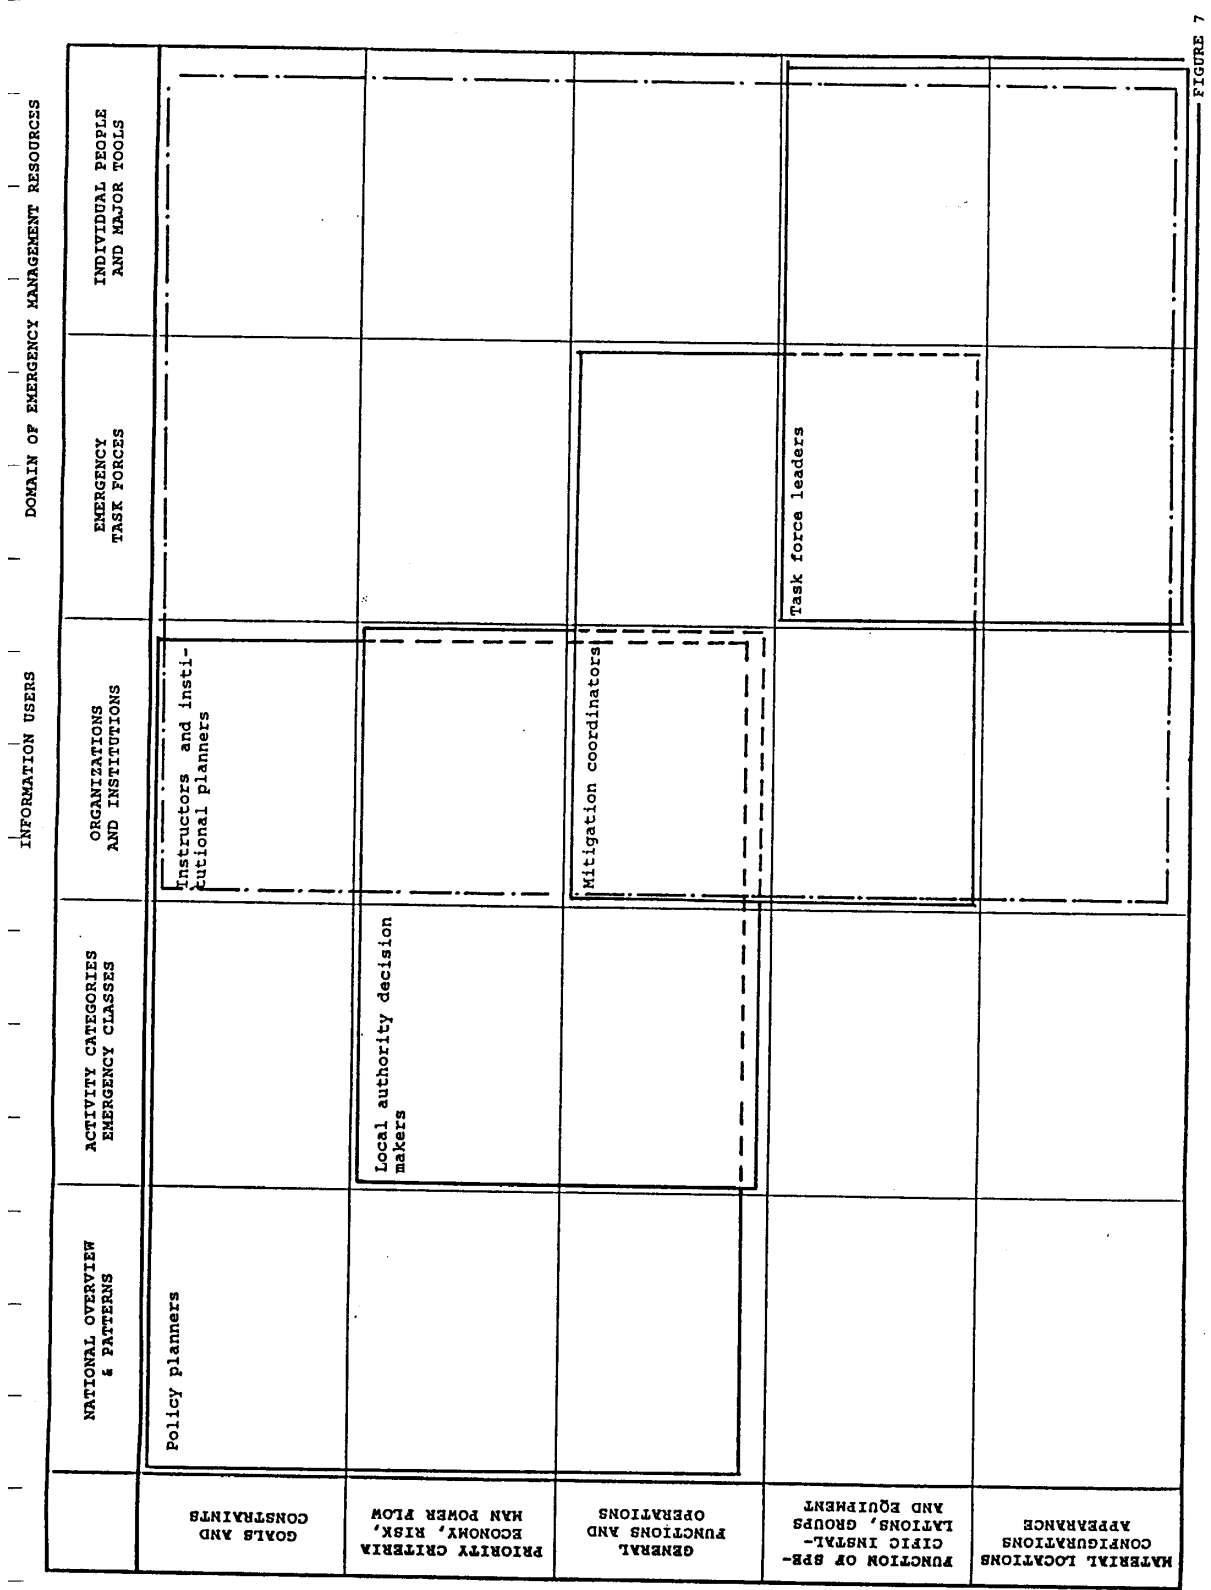 INFORMATION USERS
DOMAIN OF EMERGENCY MANAGEMENT RESOURCES
NATIONAL OVERVIEW
& PATTERNS
ACTIVITY CATEGORIES
EMERGENCY CLASSES
ORGANIZATIONS
AND INSTITUTIONS
EMERGENCY
TASK FORCES
INDIVIDUAL PEOPLE
AND MAJOR TOOLS
GOALS AND
CONSTRAINTS
Policy planners
Instructors and insti-
tutional planners
PRIORITY CRITERIA
ECONOMY, RISK,
MAN POWER FLOW
Local authority decision
makers
GENERAL
FUNCTIONS AND
OPERATIONS
Mitigation coordinators
FUNCTION OF SPE-
CIFIC INSTAL-
LATIONS, GROUPS
AND EQUIPMENT
Task force leaders
MATERIAL LOCATIONS
CONFIGURATIONS
APPEARANCE
FIGURE 7